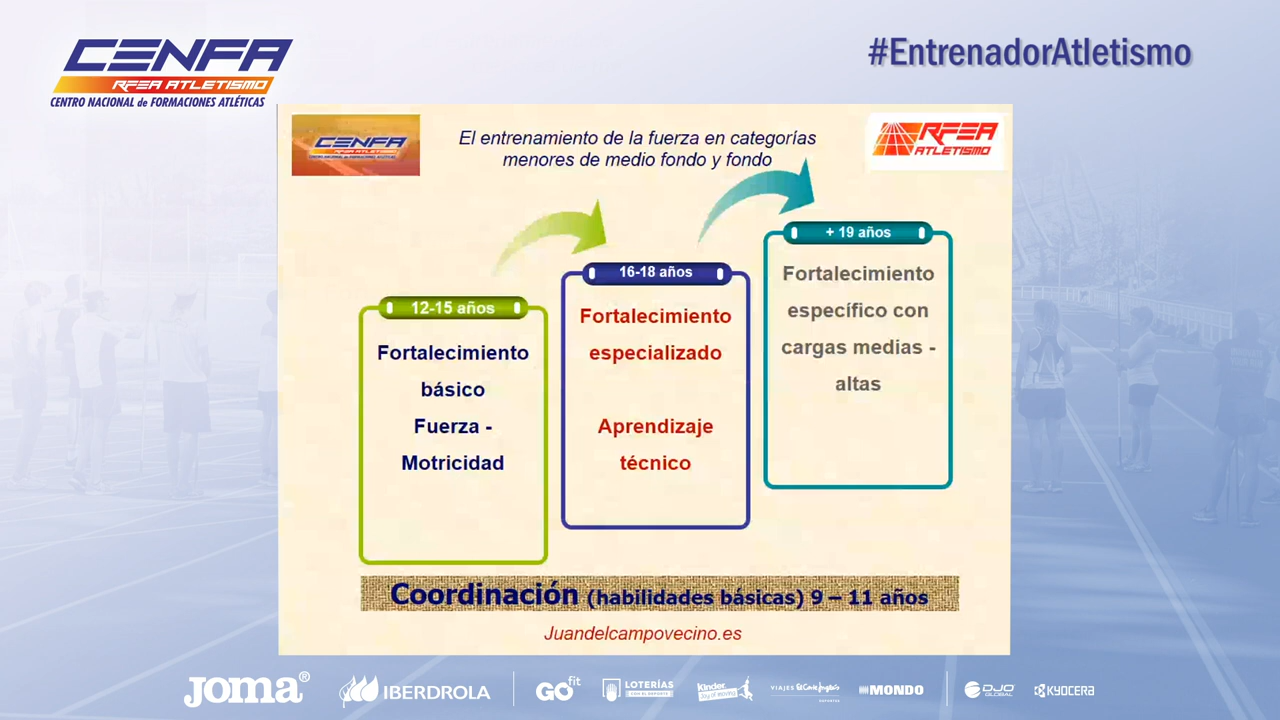 CENFA
RFEA ATLETISMO
CENTRO NACIONAL de FORMACIONES ATLÉTICAS
#EntrenadorAtletismo
CENFA
RFEA ATLETISMO
El entrenamiento de la fuerza en categorías
menores de medio fondo y fondo
RFEA
ATLETISMO
12-15 años
Fortalecimiento
básico
Fuerza -
Motricidad
16-18 años
Fortalecimiento
especializado
Aprendizaje
técnico
+ 19 años
Fortalecimiento
específico con
cargas medias -
altas
Coordinación (habilidades básicas) 9 – 11 años
Juandelcampovecino.es
JOMA®
IBERDROLA
GO fit
LOTERÍAS
Kinder
Joy of moving
VIAJES El Corte Inglés
MONDO
DJO
GLOBAL
KYOCERA